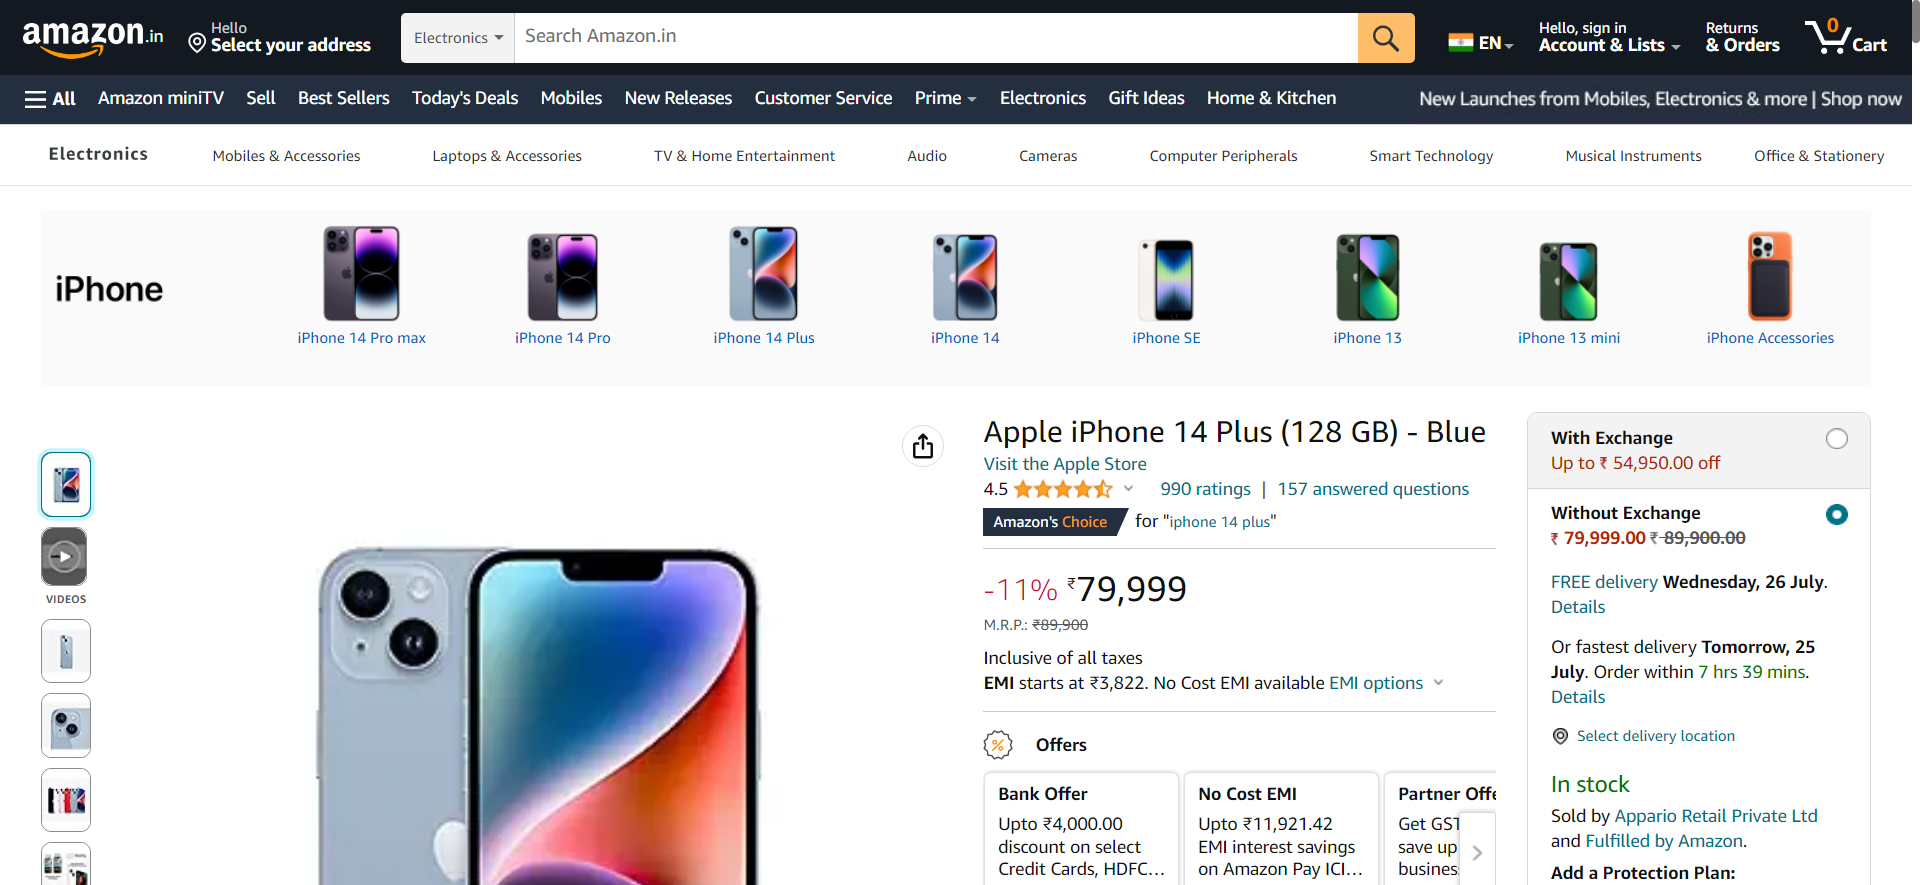 amazon.in
Hello
Select your address
Electronics
Search Amazon.in
EN
Hello, sign in
Account & Lists
Returns
& Orders
0
Cart
All
Amazon miniTV
Sell
Best Sellers
Today's Deals
Mobiles
New Releases
Customer Service
Prime
Electronics
Gift Ideas
Home & Kitchen
New Launches from Mobiles, Electronics & more | Shop now
Electronics
Mobiles & Accessories
Laptops & Accessories
TV & Home Entertainment
Audio
Cameras
Computer Peripherals
Smart Technology
Musical Instruments
Office & Stationery
iPhone
iPhone 14 Pro max
iPhone 14 Pro
iPhone 14 Plus
iPhone 14
iPhone SE
iPhone 13
iPhone 13 mini
iPhone Accessories
VIDEOS
Apple iPhone 14 Plus (128 GB) - Blue
Visit the Apple Store
4.5
990 ratings | 157 answered questions
Amazon's Choice for "iphone 14 plus"
-11% ₹79,999
M.R.P.: ₹89,900
Inclusive of all taxes
EMI starts at ₹3,822. No Cost EMI available EMI options
Offers
Bank Offer
Upto ₹4,000.00
discount on select
Credit Cards, HDFC...
No Cost EMI
Upto ₹11,921.42
EMI interest savings
on Amazon Pay ICI...
Partner Offe
Get GST
save up
busines
With Exchange
Up to ₹ 54,950.00 off
Without Exchange
₹ 79,999.00 ₹ 89,900.00
FREE delivery Wednesday, 26 July.
Details
Or fastest delivery Tomorrow, 25
July. Order within 7 hrs 39 mins.
Details
Select delivery location
In stock
Sold by Appario Retail Private Ltd
and Fulfilled by Amazon.
Add a Protection Plan: